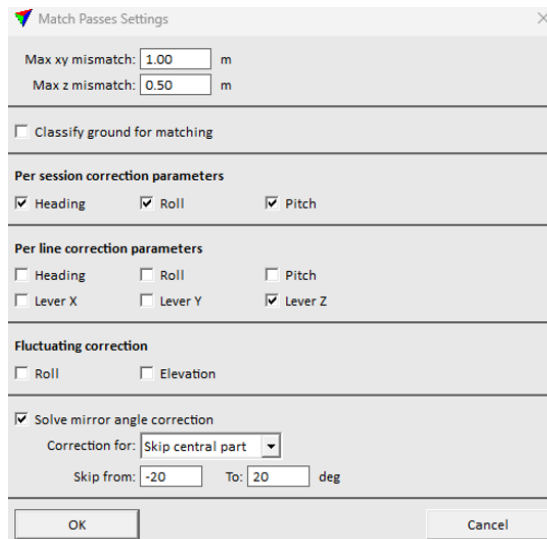 Match Passes Settings
Max xy mismatch: 1.00 m
Max z mismatch: 0.50 m
Classify ground for matching
Per session correction parameters
Heading Roll Pitch
Per line correction parameters
Heading Roll Pitch
Lever X Lever Y Lever Z
Fluctuating correction
Roll Elevation
Solve mirror angle correction
Correction for: Skip central part
Skip from: -20 To: 20 deg
OK Cancel